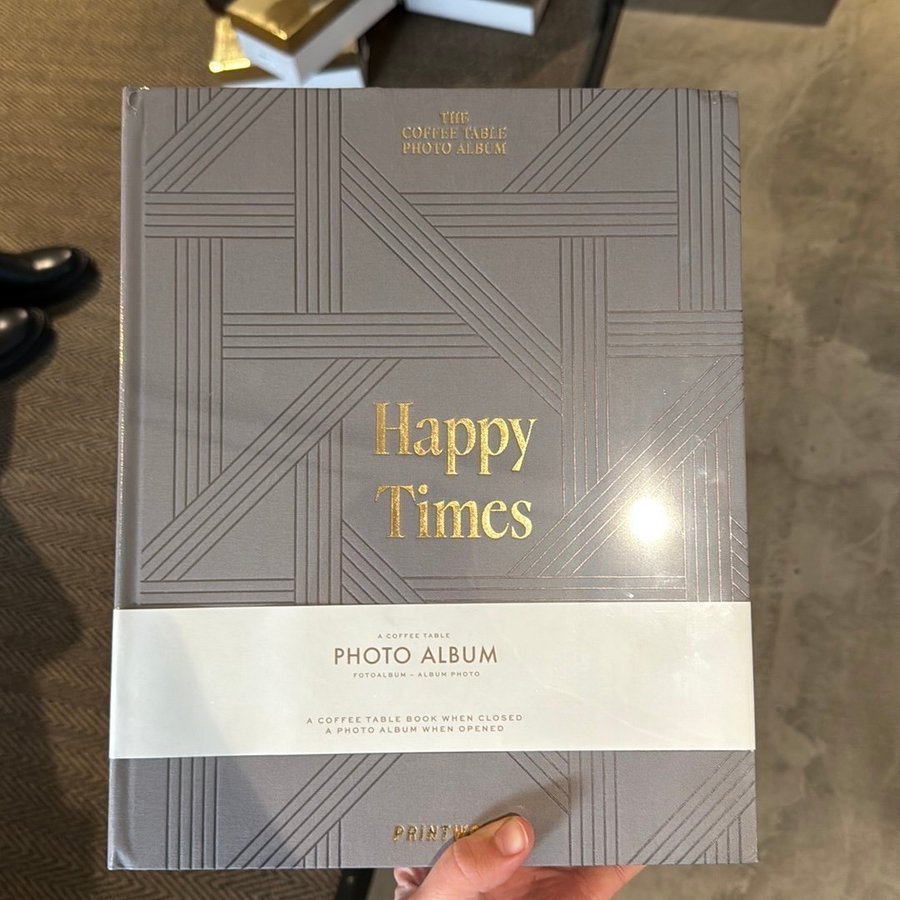 THE
COFFEE TABLE
PHOTO ALBUM
Happy
Times
A COFFEE TABLE
PHOTO ALBUM
FOTOALBUM – ALBUM PHOTO
A COFFEE TABLE BOOK WHEN CLOSED
A PHOTO ALBUM WHEN OPENED